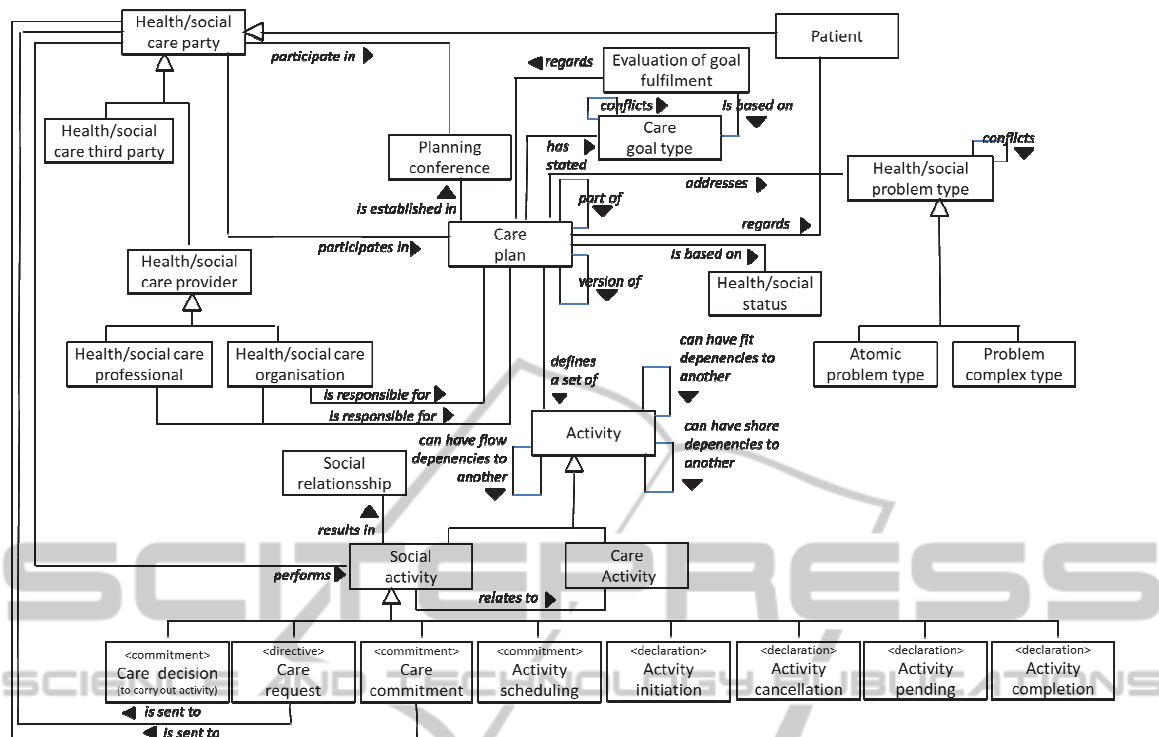 Health/social
care party
Patient
participate in
regards
Evaluation of goal
fulfilment
conflicts
is based on
Health/social
care third party
Planning
conference
Care
goal type
has
stated
conflicts
Health/social
problem type
addresses
part of
is established in
regards
participates in
Care
plan
is based on
Health/social
care provider
version of
Health/social
status
Health/social care
professional
Health/social care
organisation
defines
a set of
can have fit
depenencies to
another
Atomic
problem type
Problem
complex type
is responsible for
is responsible for
Activity
can have flow
depenencies to
another
can have share
depenencies to
another
Social
relationsship
results in
Social
activity
Care
Activity
performs
relates to
<commitment>
Care decision
(to carry out activity)
<directive>
Care
request
<commitment>
Care
commitment
<commitment>
Activity
scheduling
<declaration>
Activity
initiation
<declaration>
Activity
cancellation
<declaration>
Activity
pending
<declaration>
Activity
completion
is sent to
is sent to
SCITEPRESS
SCIENCE AND TECHNOLOGY PUBLICATIONS